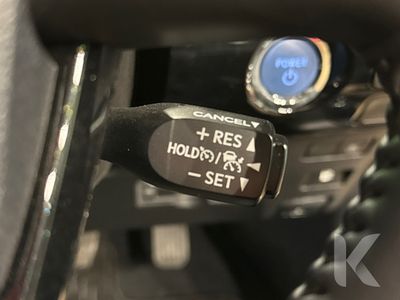 POWER
CANCEL▼
+ RES ▲
HOLD / ◀
− SET ▼
K